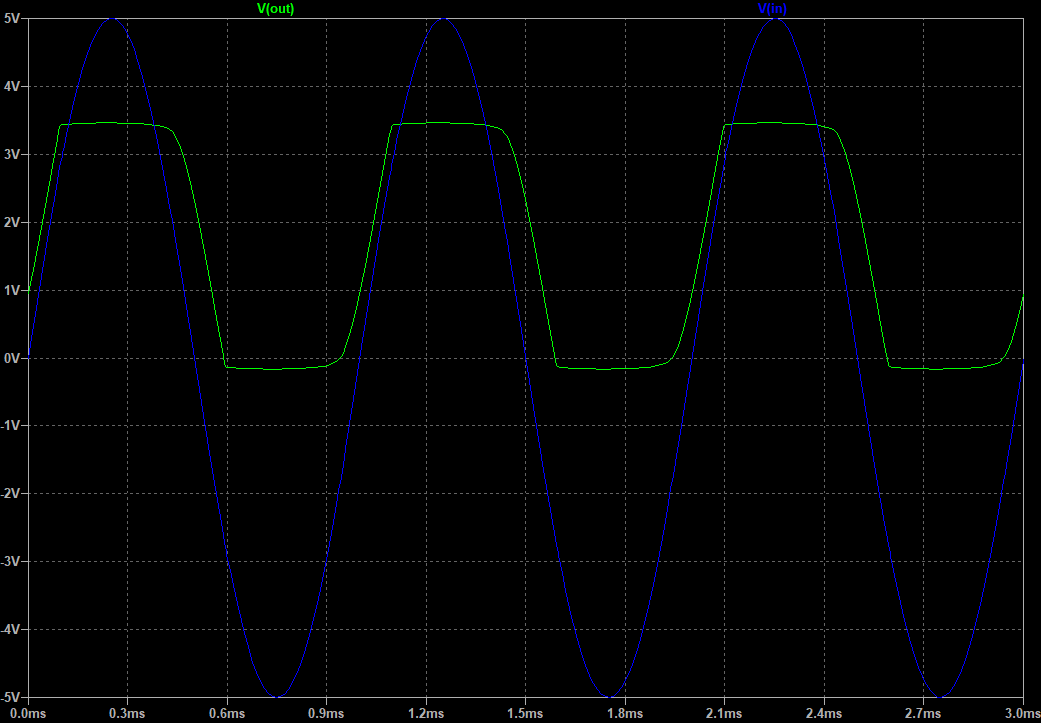 V(out) V(in)
5V
4V
3V
2V
1V
0V
-1V
-2V
-3V
-4V
-5V
0.0ms 0.3ms 0.6ms 0.9ms 1.2ms 1.5ms 1.8ms 2.1ms 2.4ms 2.7ms 3.0ms